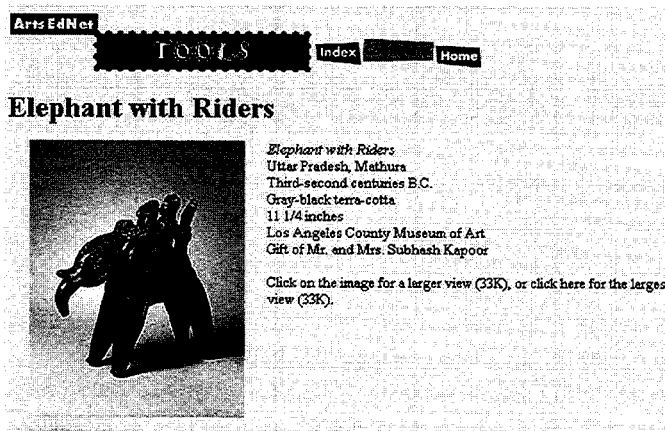 Arts EdNet
TOOLS
Index
Home
Elephant with Riders
Elephant with Riders
Uttar Pradesh, Mathura
Third-second centuries B.C.
Gray-black terra-cotta
11 1/4 inches
Los Angeles County Museum of Art
Gift of Mr. and Mrs. Subhash Kapoor
Click on the image for a larger view (33K), or click here for the larges
view (33K).